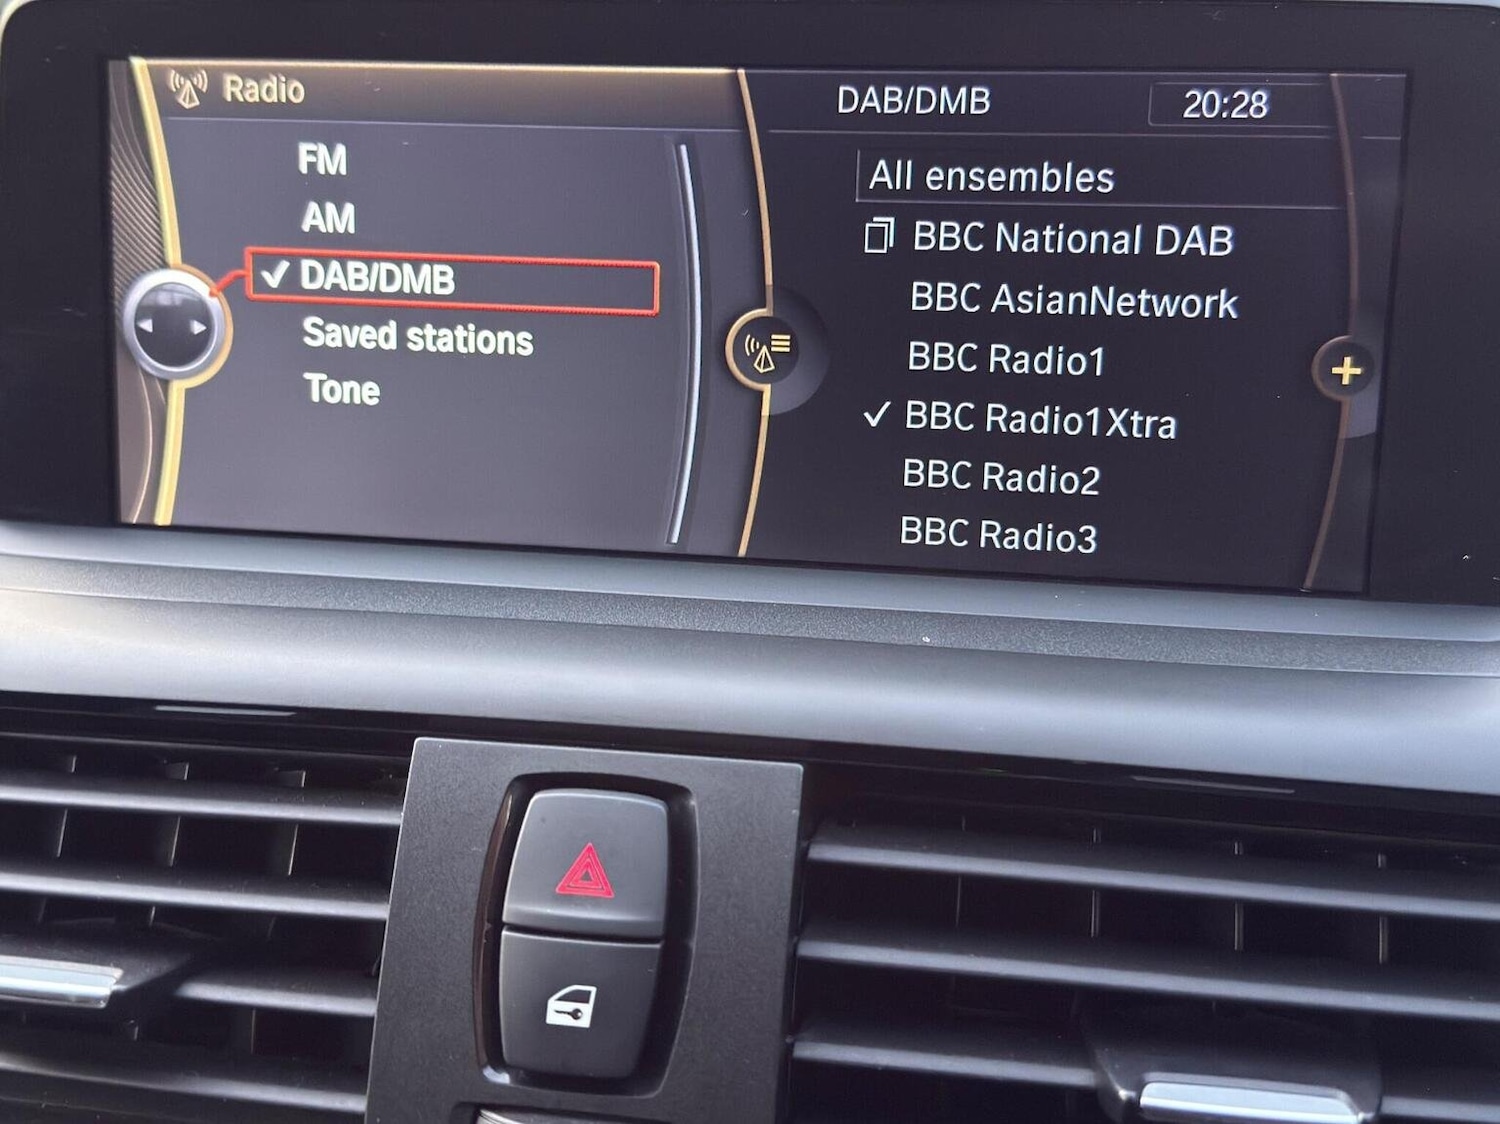 Radio
FM
AM
DAB/DMB
Saved stations
Tone
DAB/DMB
20:28
All ensembles
BBC National DAB
BBC AsianNetwork
BBC Radio1
BBC Radio1Xtra
BBC Radio2
BBC Radio3